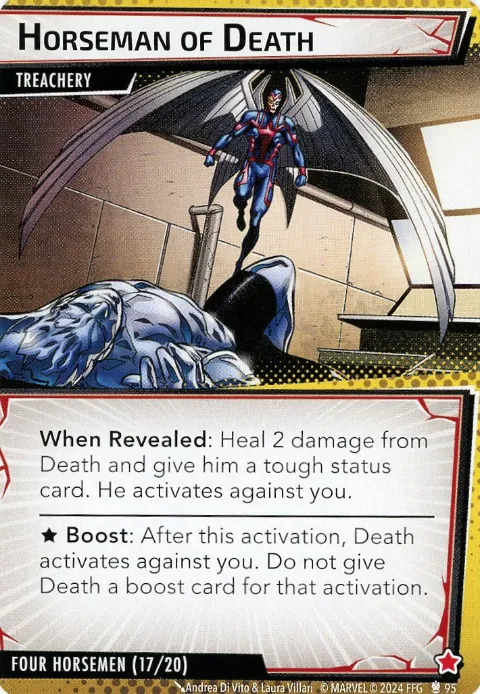 HORSEMAN OF DEATH
TREACHERY
When Revealed: Heal 2 damage from
Death and give him a tough status
card. He activates against you.
★ Boost: After this activation, Death
activates against you. Do not give
Death a boost card for that activation.
FOUR HORSEMEN (17/20)
Andrea Di Vito & Laura Villari © MARVEL © 2024 FFG 95